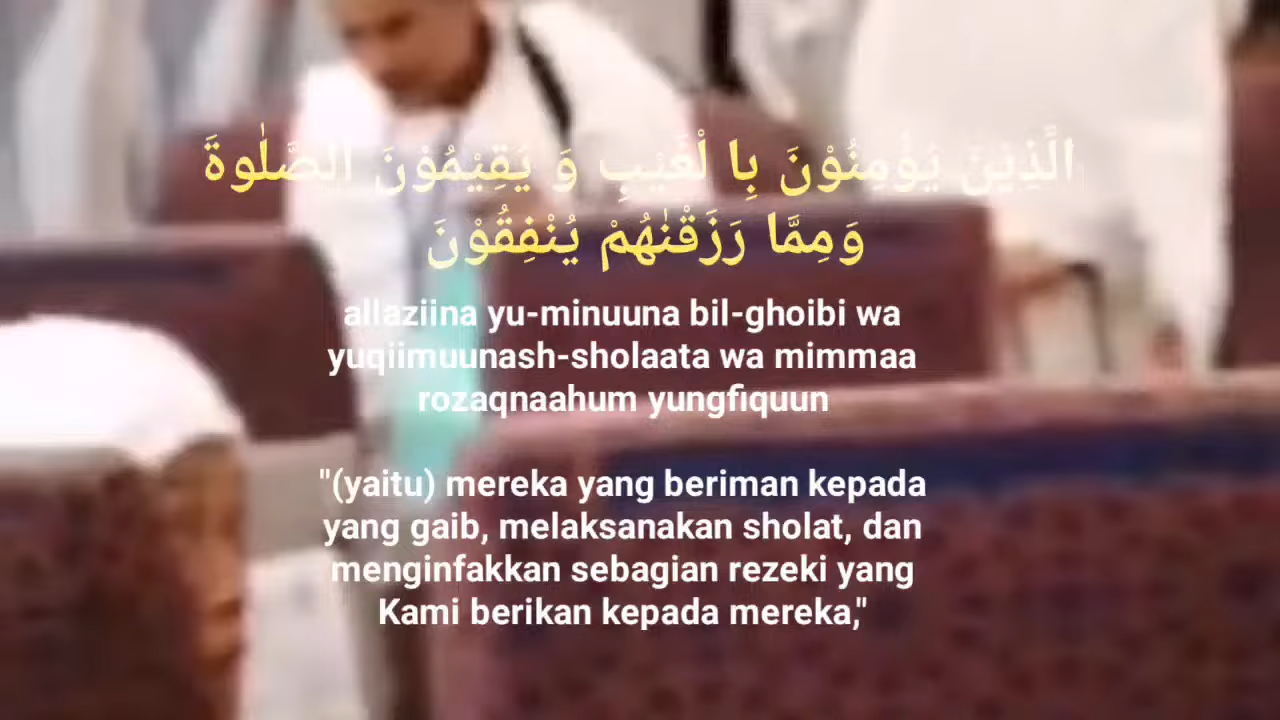 الَّذِيْنَ يُؤْمِنُوْنَ بِا لْغَيْبِ وَ يُقِيْمُوْنَ الصَّلٰوةَ
وَمِمَّا رَزَقْنٰهُمْ يُنْفِقُوْنَ
allaziina yu-minuuna bil-ghoibi wa
yuqiimuunash-sholaata wa mimmaa
rozaqnaahum yungfiquun
"(yaitu) mereka yang beriman kepada
yang gaib, melaksanakan sholat, dan
menginfakkan sebagian rezeki yang
Kami berikan kepada mereka,"